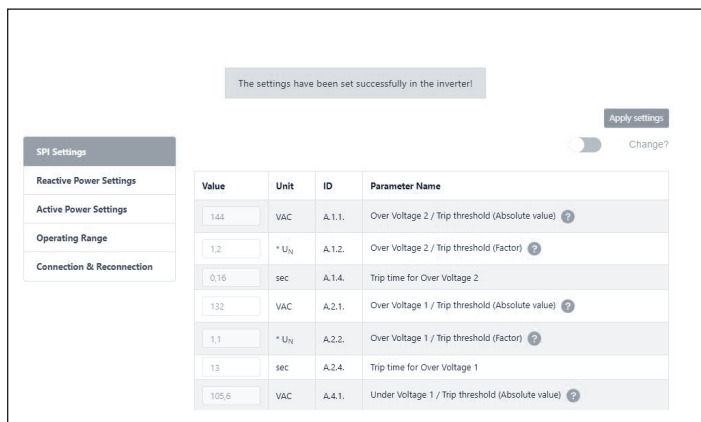 The settings have been set successfully in the inverter!
Apply settings
Change?
SPI Settings
Reactive Power Settings
Active Power Settings
Operating Range
Connection & Reconnection
Value Unit ID Parameter Name
144 VAC A.1.1. Over Voltage 2 / Trip threshold (Absolute value) ?
1,2 * UN A.1.2. Over Voltage 2 / Trip threshold (Factor) ?
0,16 sec A.1.4. Trip time for Over Voltage 2
132 VAC A.2.1. Over Voltage 1 / Trip threshold (Absolute value) ?
1,1 * UN A.2.2. Over Voltage 1 / Trip threshold (Factor) ?
13 sec A.2.4. Trip time for Over Voltage 1
105,6 VAC A.4.1. Under Voltage 1 / Trip threshold (Absolute value) ?